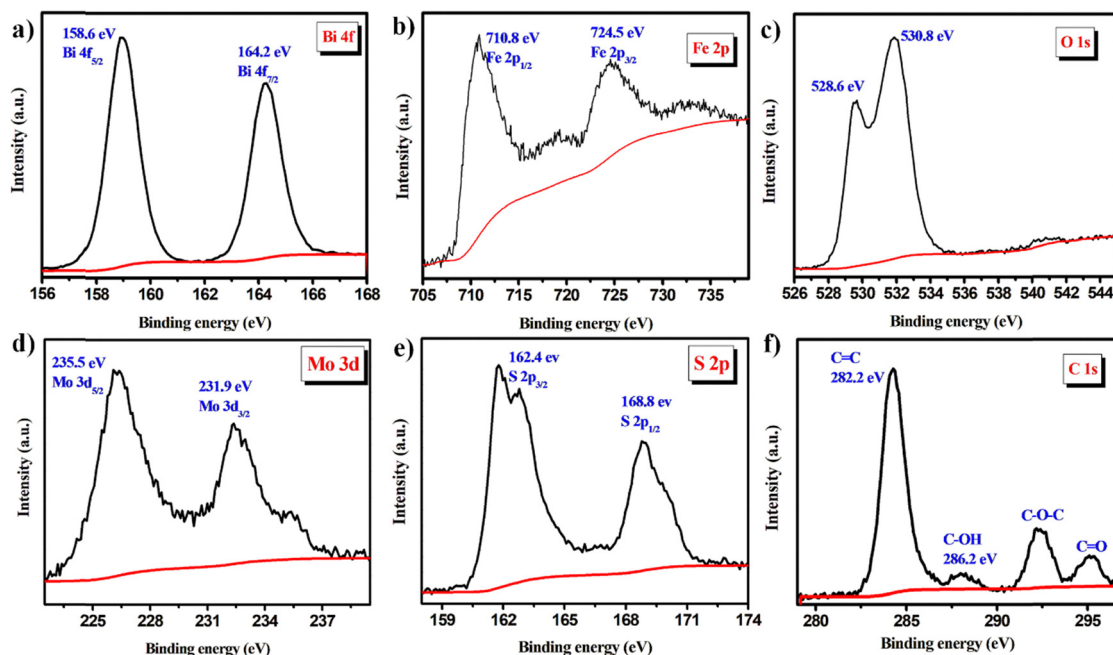 a)
158.6 eV
Bi 4f5/2
164.2 eV
Bi 4f7/2
Bi 4f
Intensity (a.u.)
156 158 160 162 164 166 168
Binding energy (eV)
b)
710.8 eV
Fe 2p1/2
724.5 eV
Fe 2p3/2
Fe 2p
Intensity (a.u.)
705 710 715 720 725 730 735
Binding energy (eV)
c)
528.6 eV
530.8 eV
O 1s
Intensity (a.u.)
526 528 530 532 534 536 538 540 542 544
Binding energy (eV)
d)
235.5 eV
Mo 3d5/2
231.9 eV
Mo 3d3/2
Mo 3d
Intensity (a.u.)
225 228 231 234 237
Binding energy (eV)
e)
162.4 ev
S 2p3/2
168.8 ev
S 2p1/2
S 2p
Intensity (a.u.)
159 162 165 168 171 174
Binding energy (eV)
f)
C=C
282.2 eV
C-OH
286.2 eV
C-O-C
C=O
C 1s
Intensity (a.u.)
280 285 290 295
Binding energy (eV)